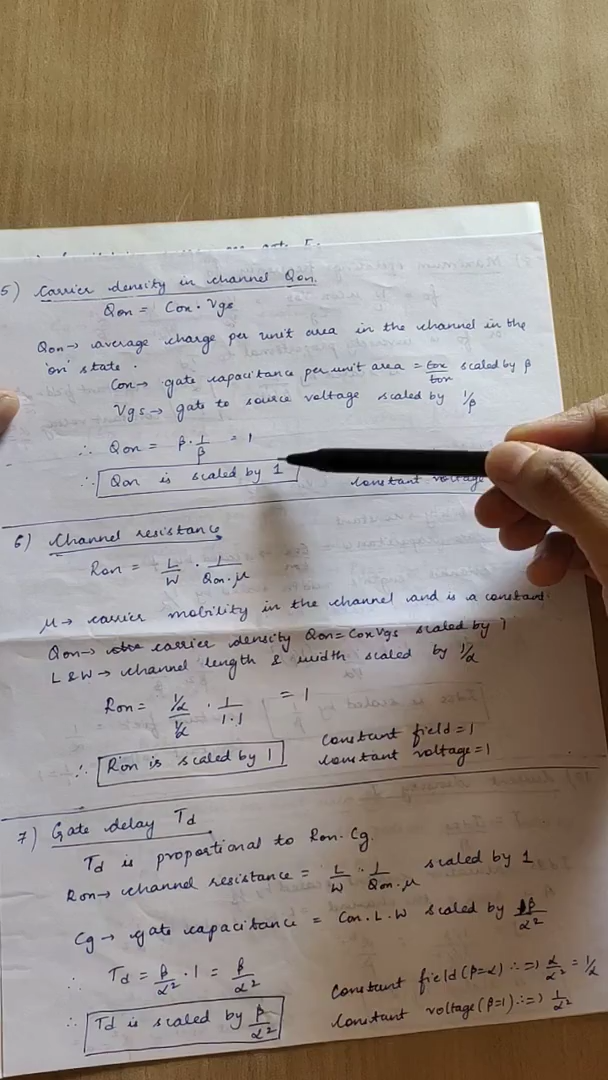 5) Carrier density in channel Qon.
Qon = Cox . Vgs
Qon → average charge per unit area in the channel in the
'on' state.
Cox → gate capacitance per unit area = εox/tox scaled by β
Vgs → gate to source voltage scaled by 1/β
∴ Qon = β . 1/β = 1
∴ Qon is scaled by 1
Constant voltage
6) Channel resistance
Ron = L/W . 1/Qon.μ
μ → carrier mobility in the channel and is a constant.
Qon → carrier density Qon = CoxVgs scaled by 1
L & W → channel length & width scaled by 1/α
Ron = 1/α / 1/α . 1/1.1 = 1
∴ Ron is scaled by 1
Constant field = 1
Constant voltage = 1
7) Gate delay Td
Td is proportional to Ron . Cg.
Ron → channel resistance = L/W . 1/Qon.μ scaled by 1
Cg → gate capacitance = Cox . L . W scaled by β/α²
∴ Td = β/α² . 1 = β/α²
∴ Td is scaled by β/α²
Constant field (β=α) ∴ => α/α² = 1/α
Constant voltage (β=1) ∴ => 1/α²